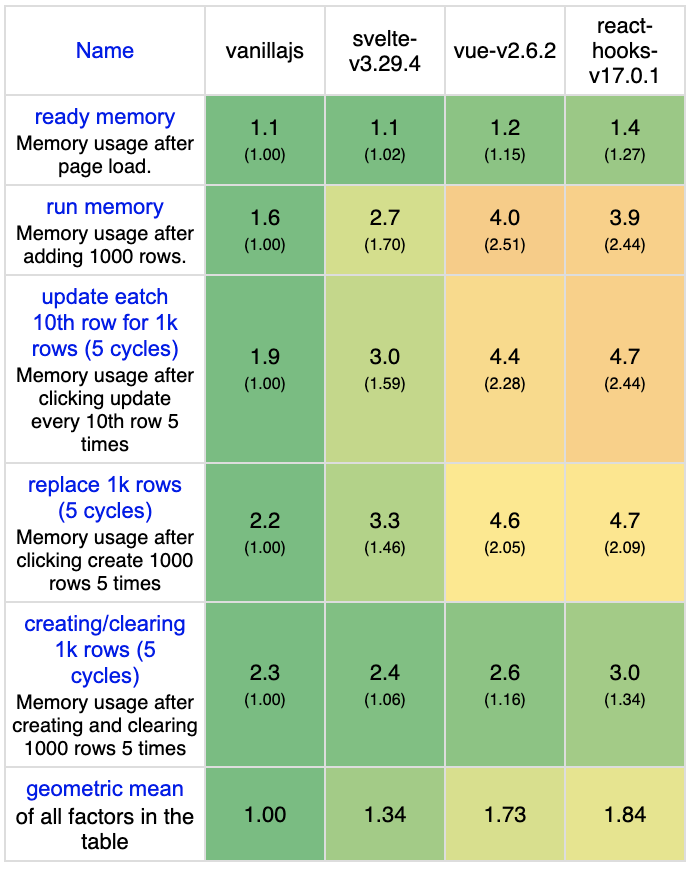 Name
vanillajs
svelte-
v3.29.4
vue-v2.6.2
react-
hooks-
v17.0.1
ready memory
Memory usage after
page load.
1.1
(1.00)
1.1
(1.02)
1.2
(1.15)
1.4
(1.27)
run memory
Memory usage after
adding 1000 rows.
1.6
(1.00)
2.7
(1.70)
4.0
(2.51)
3.9
(2.44)
update eatch
10th row for 1k
rows (5 cycles)
Memory usage after
clicking update
every 10th row 5
times
1.9
(1.00)
3.0
(1.59)
4.4
(2.28)
4.7
(2.44)
replace 1k rows
(5 cycles)
Memory usage after
clicking create 1000
rows 5 times
2.2
(1.00)
3.3
(1.46)
4.6
(2.05)
4.7
(2.09)
creating/clearing
1k rows (5
cycles)
Memory usage after
creating and clearing
1000 rows 5 times
2.3
(1.00)
2.4
(1.06)
2.6
(1.16)
3.0
(1.34)
geometric mean
of all factors in the
table
1.00
1.34
1.73
1.84